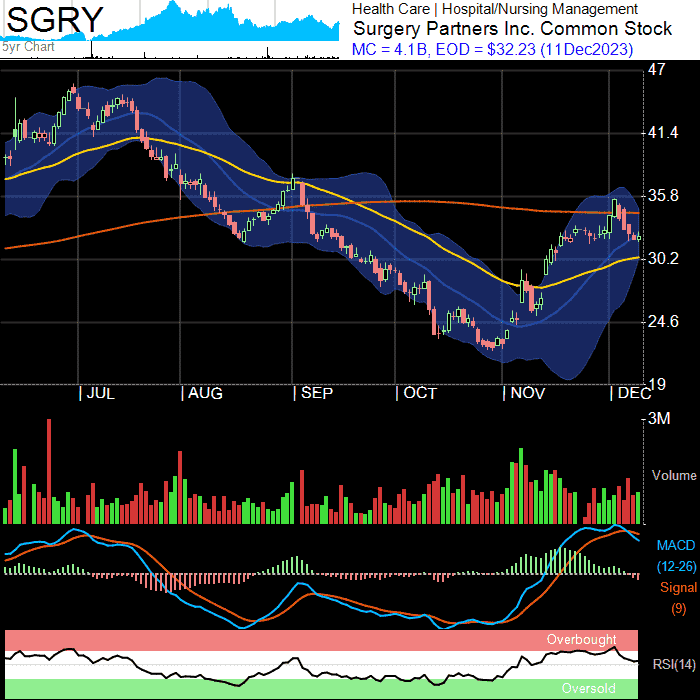 SGRY
5yr Chart
Health Care | Hospital/Nursing Management
Surgery Partners Inc. Common Stock
MC = 4.1B, EOD = $32.23 (11Dec2023)
47
41.4
35.8
30.2
24.6
19
| JUL | AUG | SEP | OCT | NOV | DEC
3M
Volume
MACD
(12-26)
Signal
(9)
Overbought
RSI(14)
Oversold